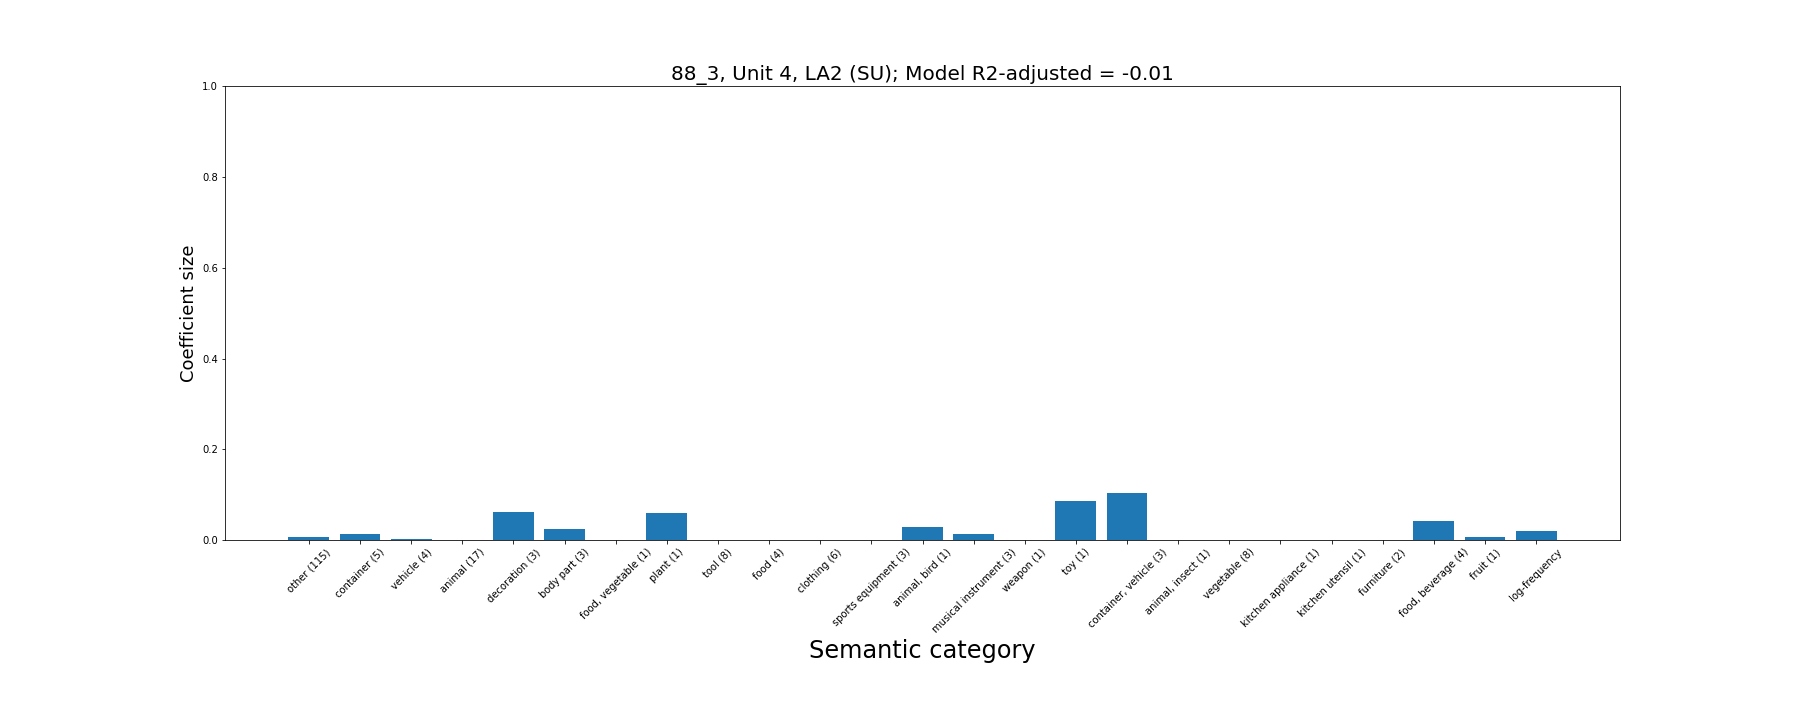 88_3, Unit 4, LA2 (SU); Model R2-adjusted = -0.01
Coefficient size
1.0
0.8
0.6
0.4
0.2
0.0
other (115)
container (5)
vehicle (4)
animal (17)
decoration (3)
body part (3)
food, vegetable (1)
plant (1)
tool (8)
food (4)
clothing (6)
sports equipment (3)
animal, bird (1)
musical instrument (3)
weapon (1)
toy (1)
container, vehicle (3)
animal, insect (1)
vegetable (8)
kitchen appliance (1)
kitchen utensil (1)
furniture (2)
food, beverage (4)
fruit (1)
log-frequency
Semantic category